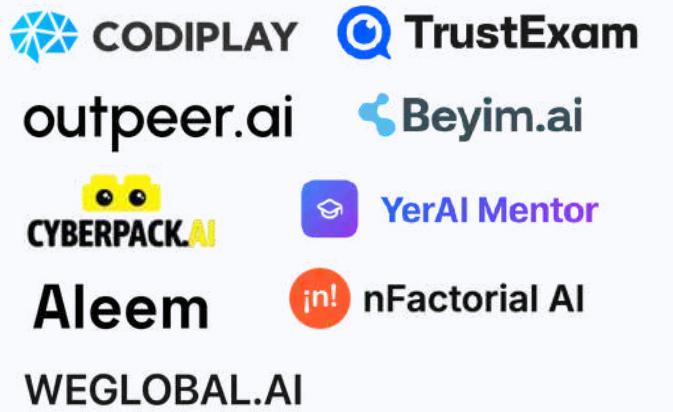 CODIPLAY
TrustExam
outpeer.ai
Beyim.ai
CYBERPACK.AI
YerAI Mentor
Aleem
¡n! nFactorial AI
WEGLOBAL.AI